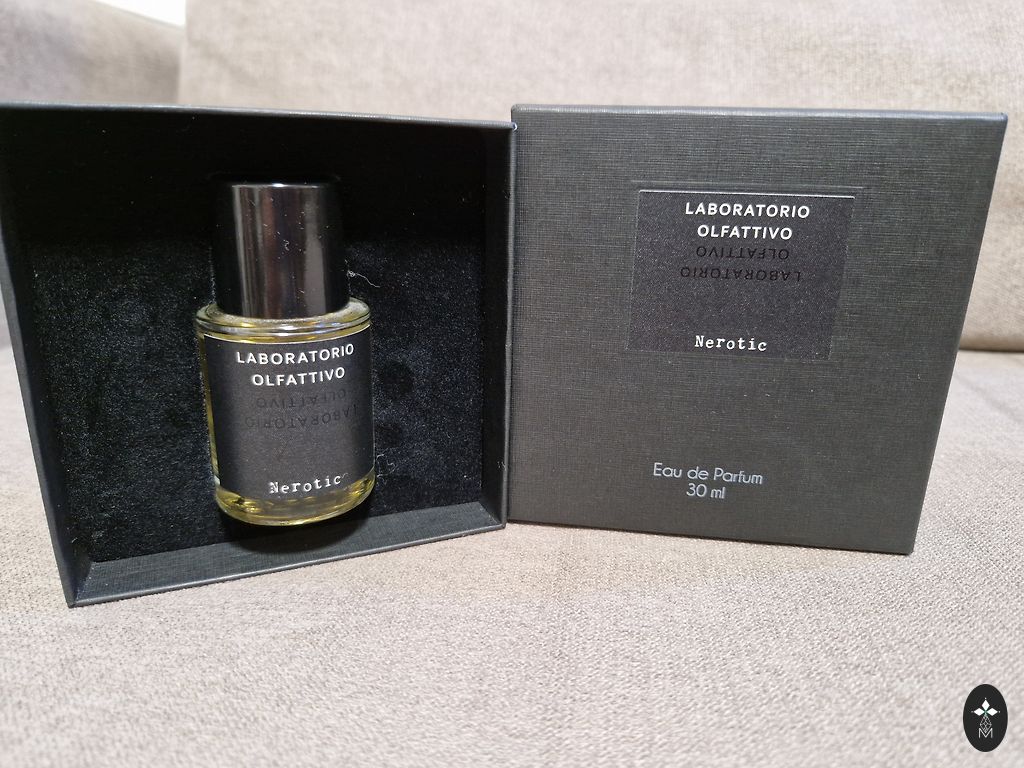 LABORATORIO
OLFATTIVO
OLFATTIVO
LABORATORIO
Nerotic
LABORATORIO
OLFATTIVO
OLFATTIVO
LABORATORIO
Nerotic
Eau de Parfum
30 ml
M